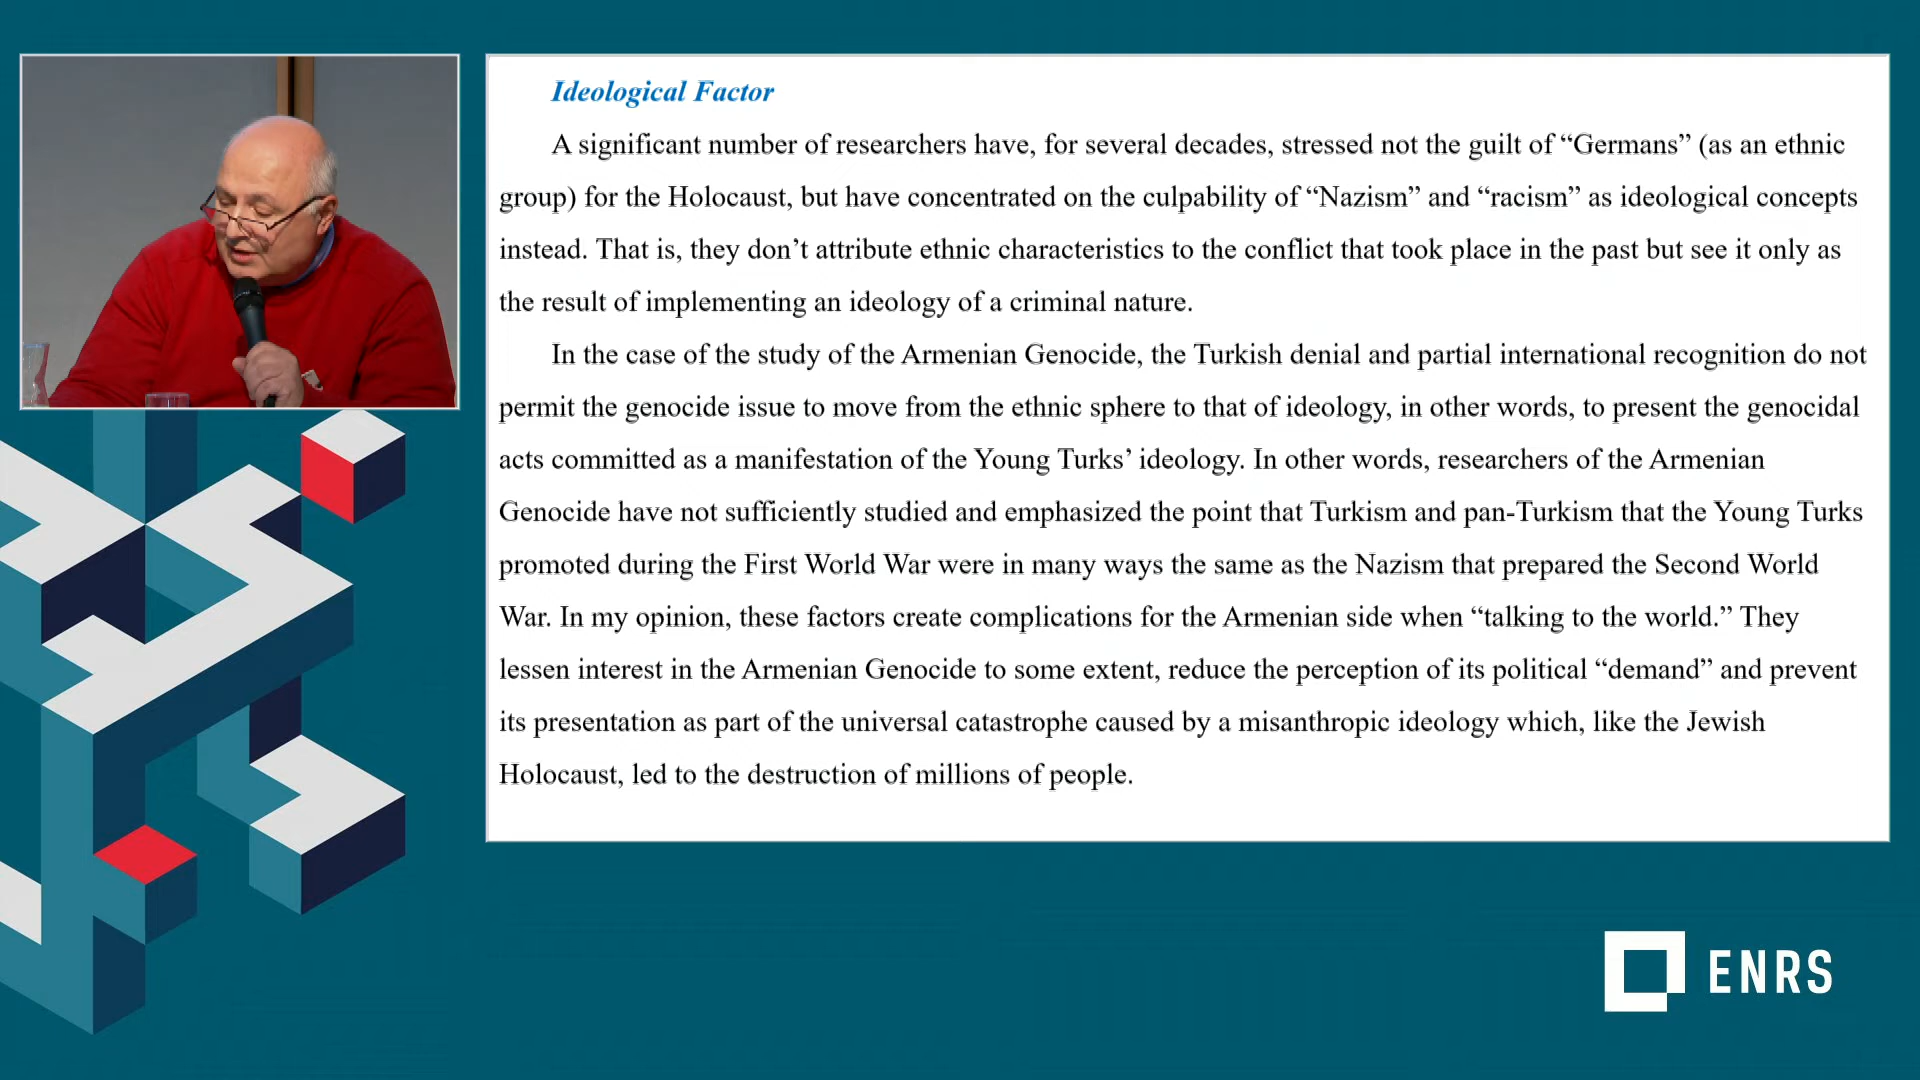 Ideological Factor
A significant number of researchers have, for several decades, stressed not the guilt of “Germans” (as an ethnic
group) for the Holocaust, but have concentrated on the culpability of “Nazism” and “racism” as ideological concepts
instead. That is, they don’t attribute ethnic characteristics to the conflict that took place in the past but see it only as
the result of implementing an ideology of a criminal nature.
In the case of the study of the Armenian Genocide, the Turkish denial and partial international recognition do not
permit the genocide issue to move from the ethnic sphere to that of ideology, in other words, to present the genocidal
acts committed as a manifestation of the Young Turks’ ideology. In other words, researchers of the Armenian
Genocide have not sufficiently studied and emphasized the point that Turkism and pan-Turkism that the Young Turks
promoted during the First World War were in many ways the same as the Nazism that prepared the Second World
War. In my opinion, these factors create complications for the Armenian side when “talking to the world.” They
lessen interest in the Armenian Genocide to some extent, reduce the perception of its political “demand” and prevent
its presentation as part of the universal catastrophe caused by a misanthropic ideology which, like the Jewish
Holocaust, led to the destruction of millions of people.
ENRS